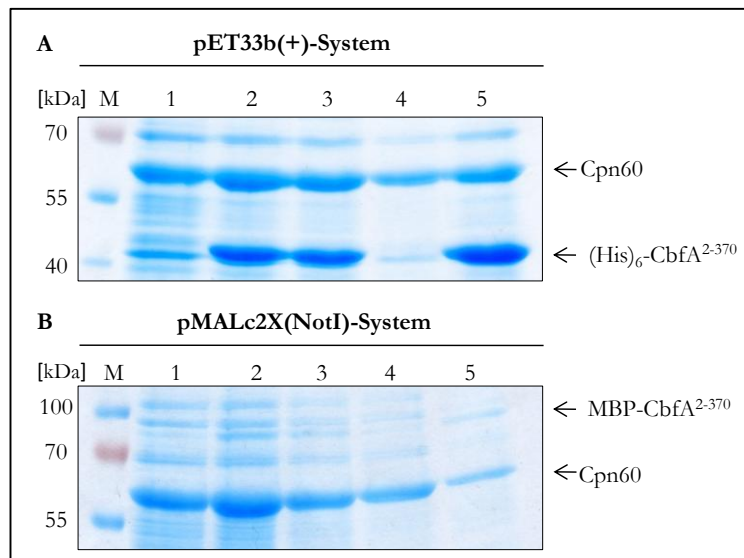 A pET33b(+)-System
[kDa] M 1 2 3 4 5
70
Cpn60
55
(His)6-CbfA2-370
40
B pMALc2X(NotI)-System
[kDa] M 1 2 3 4 5
100 MBP-CbfA2-370
70
Cpn60
55